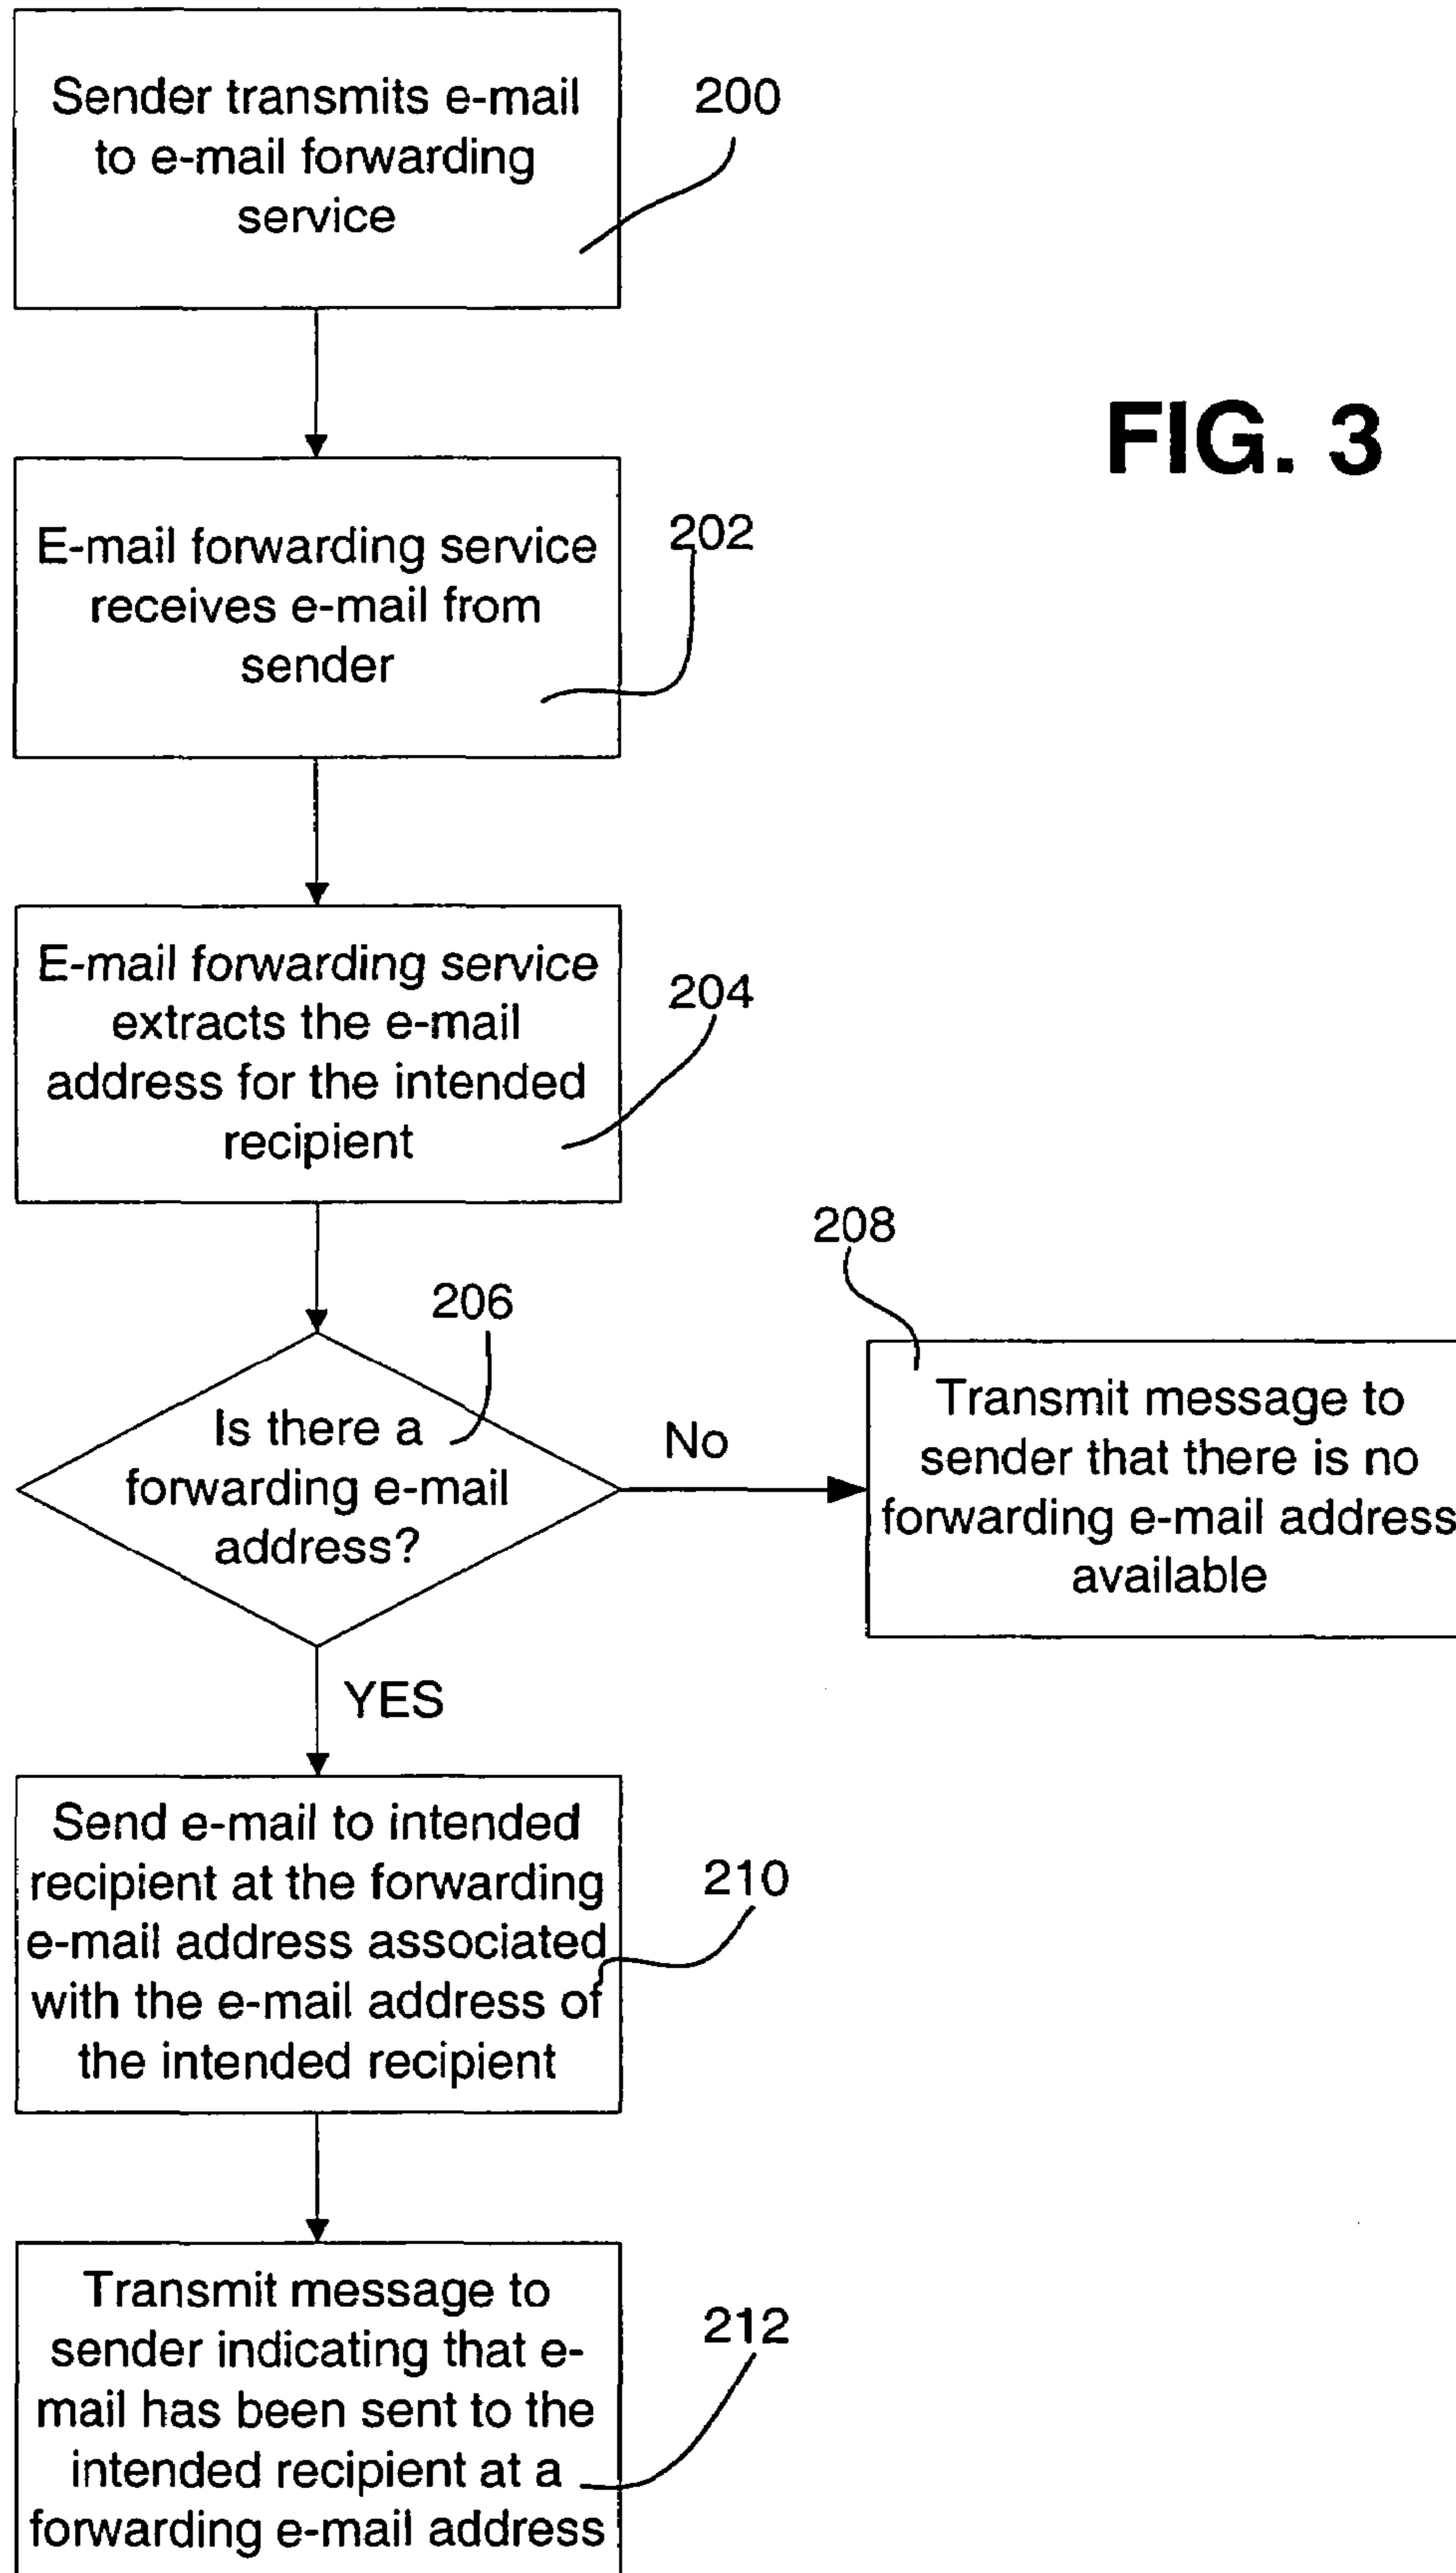 Sender transmits e-mail
to e-mail forwarding
service
200
FIG. 3
E-mail forwarding service
receives e-mail from
sender
202
E-mail forwarding service
extracts the e-mail
address for the intended
recipient
204
206
Is there a
forwarding e-mail
address?
No
208
Transmit message to
sender that there is no
forwarding e-mail address
available
YES
Send e-mail to intended
recipient at the forwarding
e-mail address associated
with the e-mail address of
the intended recipient
210
Transmit message to
sender indicating that e-
mail has been sent to the
intended recipient at a
forwarding e-mail address
212